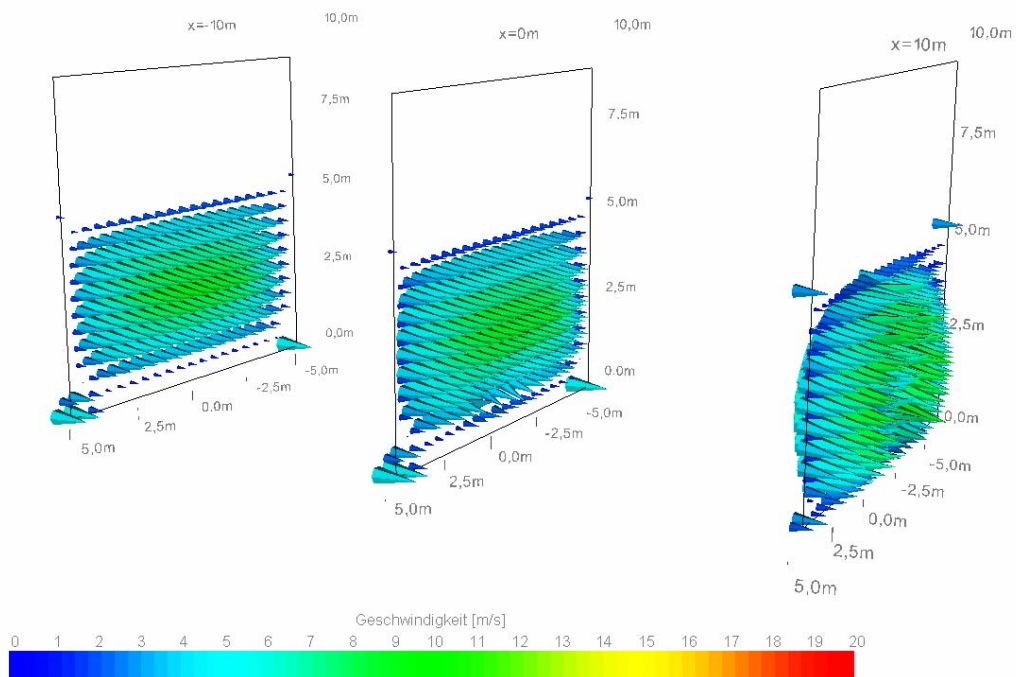 x=-10m
10,0m
7,5m
5,0m
2,5m
0,0m
-5,0m
-2,5m
0,0m
2,5m
5,0m
x=0m
10,0m
7,5m
5,0m
2,5m
0.0m
-5,0m
-2,5m
0,0m
2,5m
5,0m
x=10m
10,0m
7,5m
5,0m
2,5m
0,0m
-5,0m
-2,5m
0,0m
2,5m
5,0m
Geschwindigkeit [m/s]
0 1 2 3 4 5 6 7 8 9 10 11 12 13 14 15 16 17 18 19 20